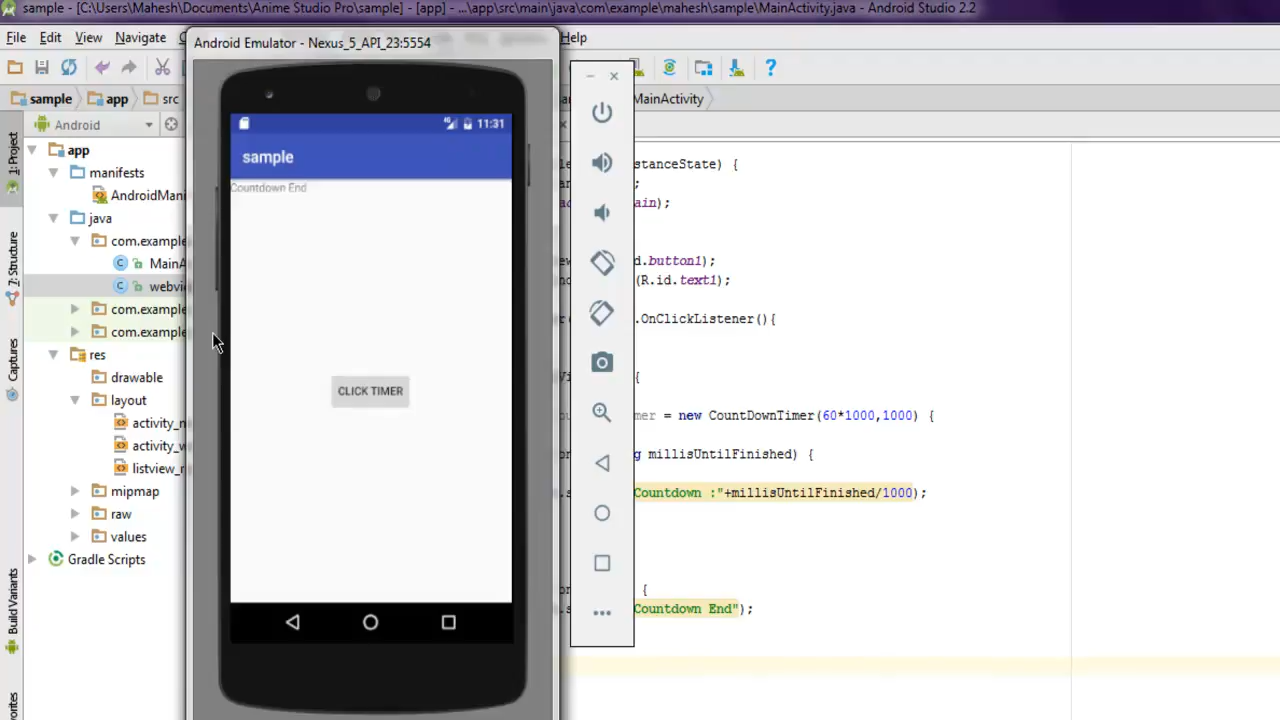 sample - [C:\Users\Mahesh\Documents\Anime Studio Pro\sample] - [app] - ...\app\src\main\java\com\example\mahesh\sample\MainActivity.java - Android Studio 2.2
File Edit View Navigate Help
Android Emulator - Nexus_5_API_23:5554
sample app src MainActivity
Android
1: Project
7: Structure
Captures
Build Variants
app
manifests
AndroidMani
java
com.example
MainA
webvi
com.example
com.example
res
drawable
layout
activity_n
activity_w
listview_r
mipmap
raw
values
Gradle Scripts
11:31
sample
Countdown End
CLICK TIMER
stanceState) {
;
ain);
d.button1);
(R.id.text1);
.OnClickListener(){
{
mer = new CountDownTimer(60*1000,1000) {
g millisUntilFinished) {
Countdown :"+millisUntilFinished/1000);
{
Countdown End");